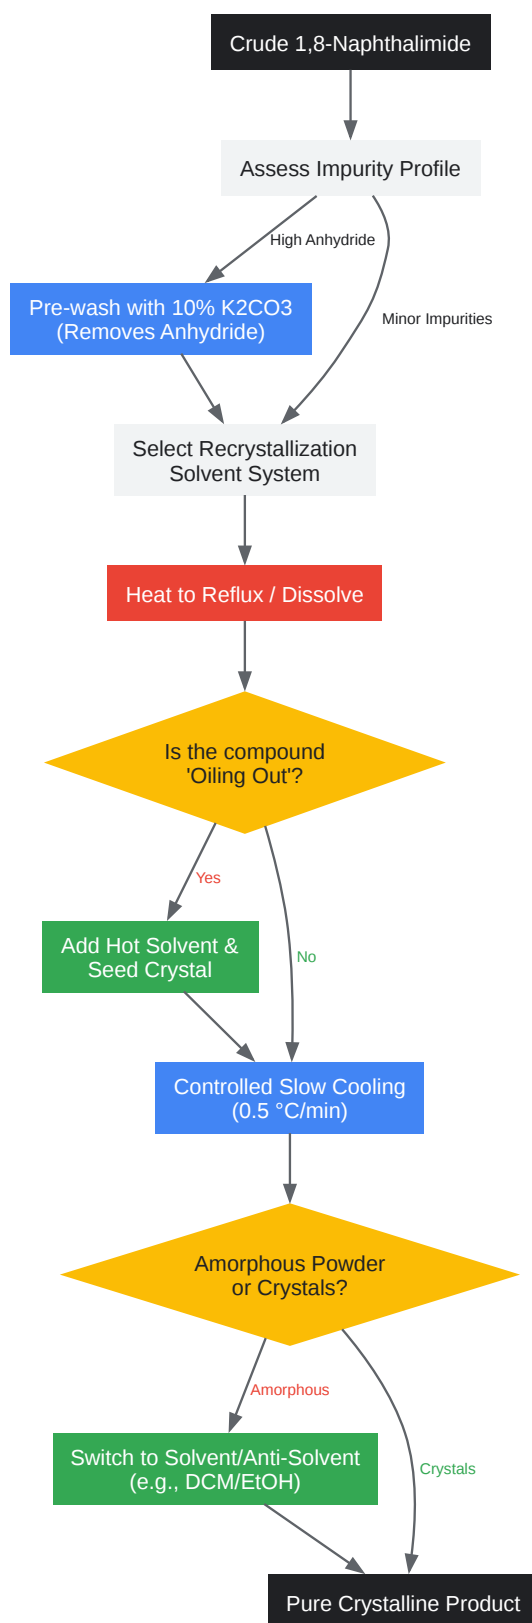 Crude 1,8-Naphthalimide
Assess Impurity Profile
High Anhydride
Pre-wash with 10% K2CO3
(Removes Anhydride)
Minor Impurities
Select Recrystallization
Solvent System
Heat to Reflux / Dissolve
Is the compound
'Oiling Out'?
Yes
Add Hot Solvent &
Seed Crystal
No
Controlled Slow Cooling
(0.5 °C/min)
Amorphous Powder
or Crystals?
Amorphous
Switch to Solvent/Anti-Solvent
(e.g., DCM/EtOH)
Crystals
Pure Crystalline Product